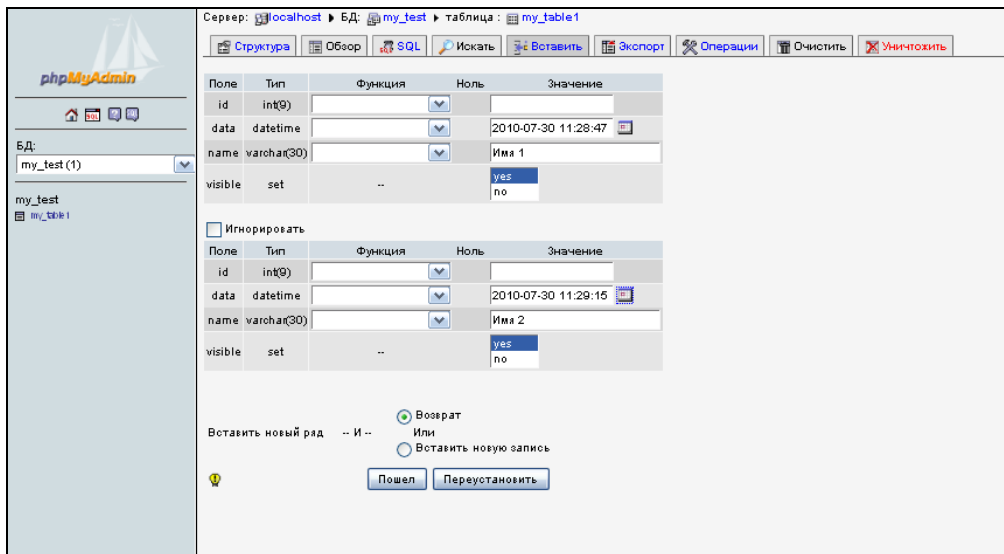 phpMyAdmin
SQL
БД:
my_test (1)
my_test
my_table1
Сервер: localhost БД: my_test таблица : my_table1
Структура Обзор SQL Искать Вставить Экспорт Операции Очистить Уничтожить
Поле Тип Функция Ноль Значение
id int(9)
data datetime 2010-07-30 11:28:47
name varchar(30) Имя 1
visible set -- yes
no
Игнорировать
Поле Тип Функция Ноль Значение
id int(9)
data datetime 2010-07-30 11:29:15
name varchar(30) Имя 2
visible set -- yes
no
Возврат
Вставить новый ряд -- И -- Или
Вставить новую запись
Пошел Переустановить